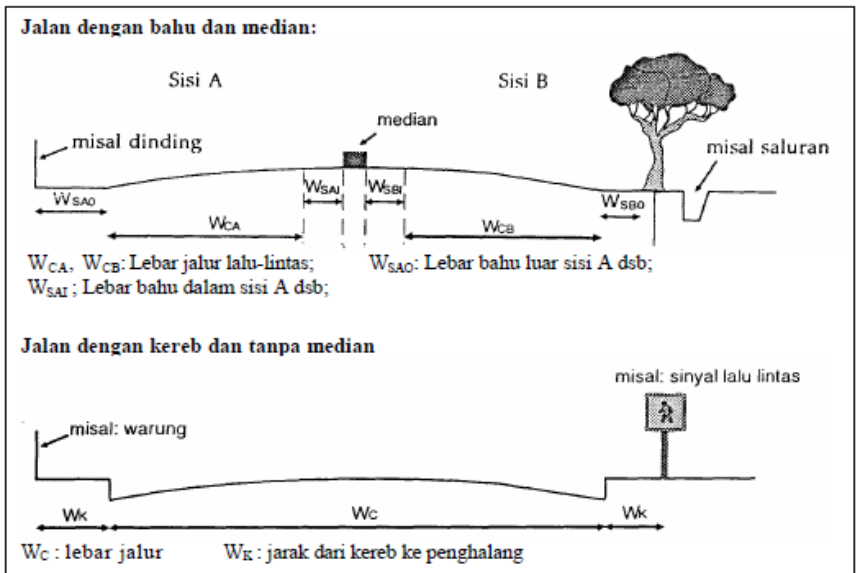 Jalan dengan bahu dan median:
Sisi A
Sisi B
median
misal dinding
misal saluran
WSAO
WSAI
WSBI
WSBO
WCA
WCB
WCA, WCB: Lebar jalur lalu-lintas;
WSAO: Lebar bahu luar sisi A dsb;
WSAI ; Lebar bahu dalam sisi A dsb;
Jalan dengan kereb dan tanpa median
misal: sinyal lalu lintas
misal: warung
WK
WC
WK
WC : lebar jalur
WK : jarak dari kereb ke penghalang